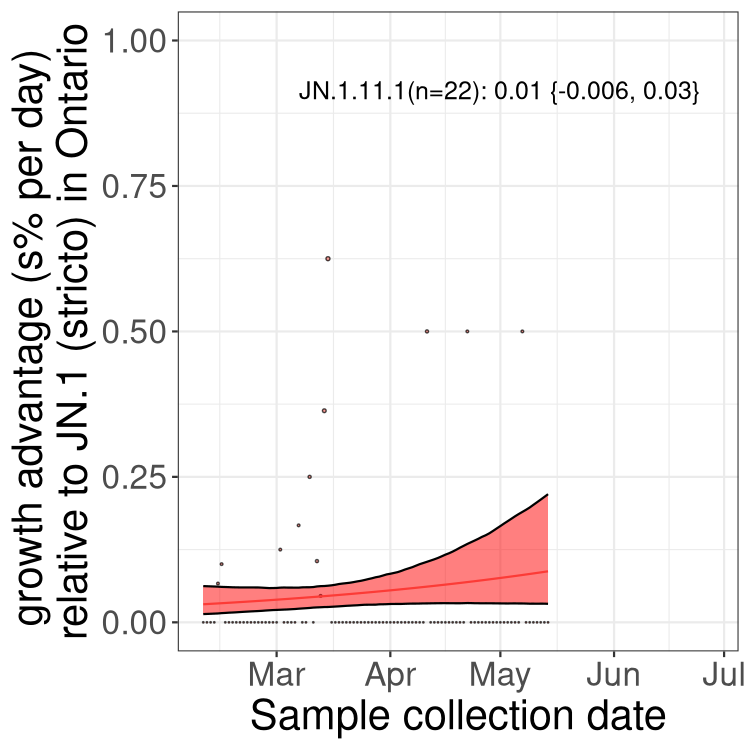 growth advantage (s% per day)
relative to JN.1 (stricto) in Ontario
1.00
0.75
0.50
0.25
0.00
JN.1.11.1(n=22): 0.01 {-0.006, 0.03}
Mar Apr May Jun Jul
Sample collection date